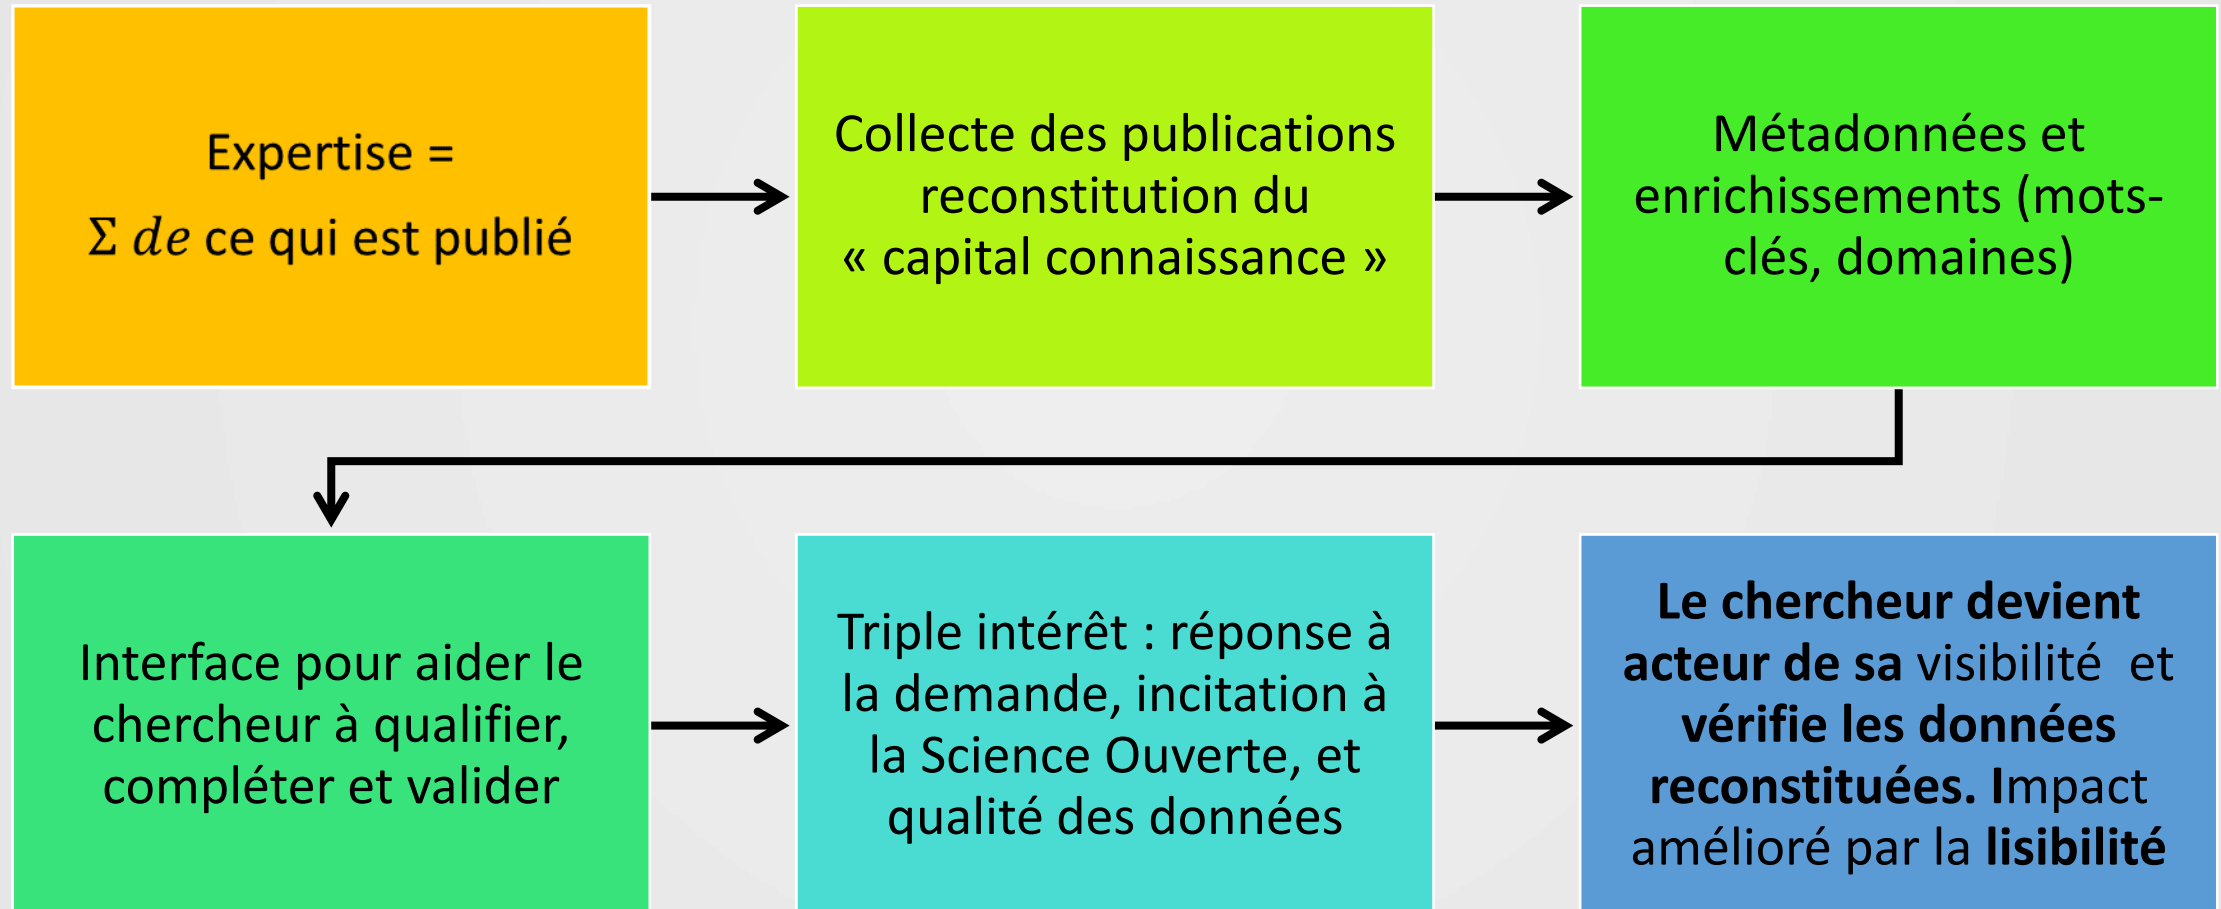 Expertise =
Σ de ce qui est publié
Collecte des publications
reconstitution du
« capital connaissance »
Métadonnées et
enrichissements (mots-
clés, domaines)
Interface pour aider le
chercheur à qualifier,
compléter et valider
Triple intérêt : réponse à
la demande, incitation à
la Science Ouverte, et
qualité des données
Le chercheur devient
acteur de sa visibilité  et
vérifie les données
reconstituées. Impact
amélioré par la lisibilité